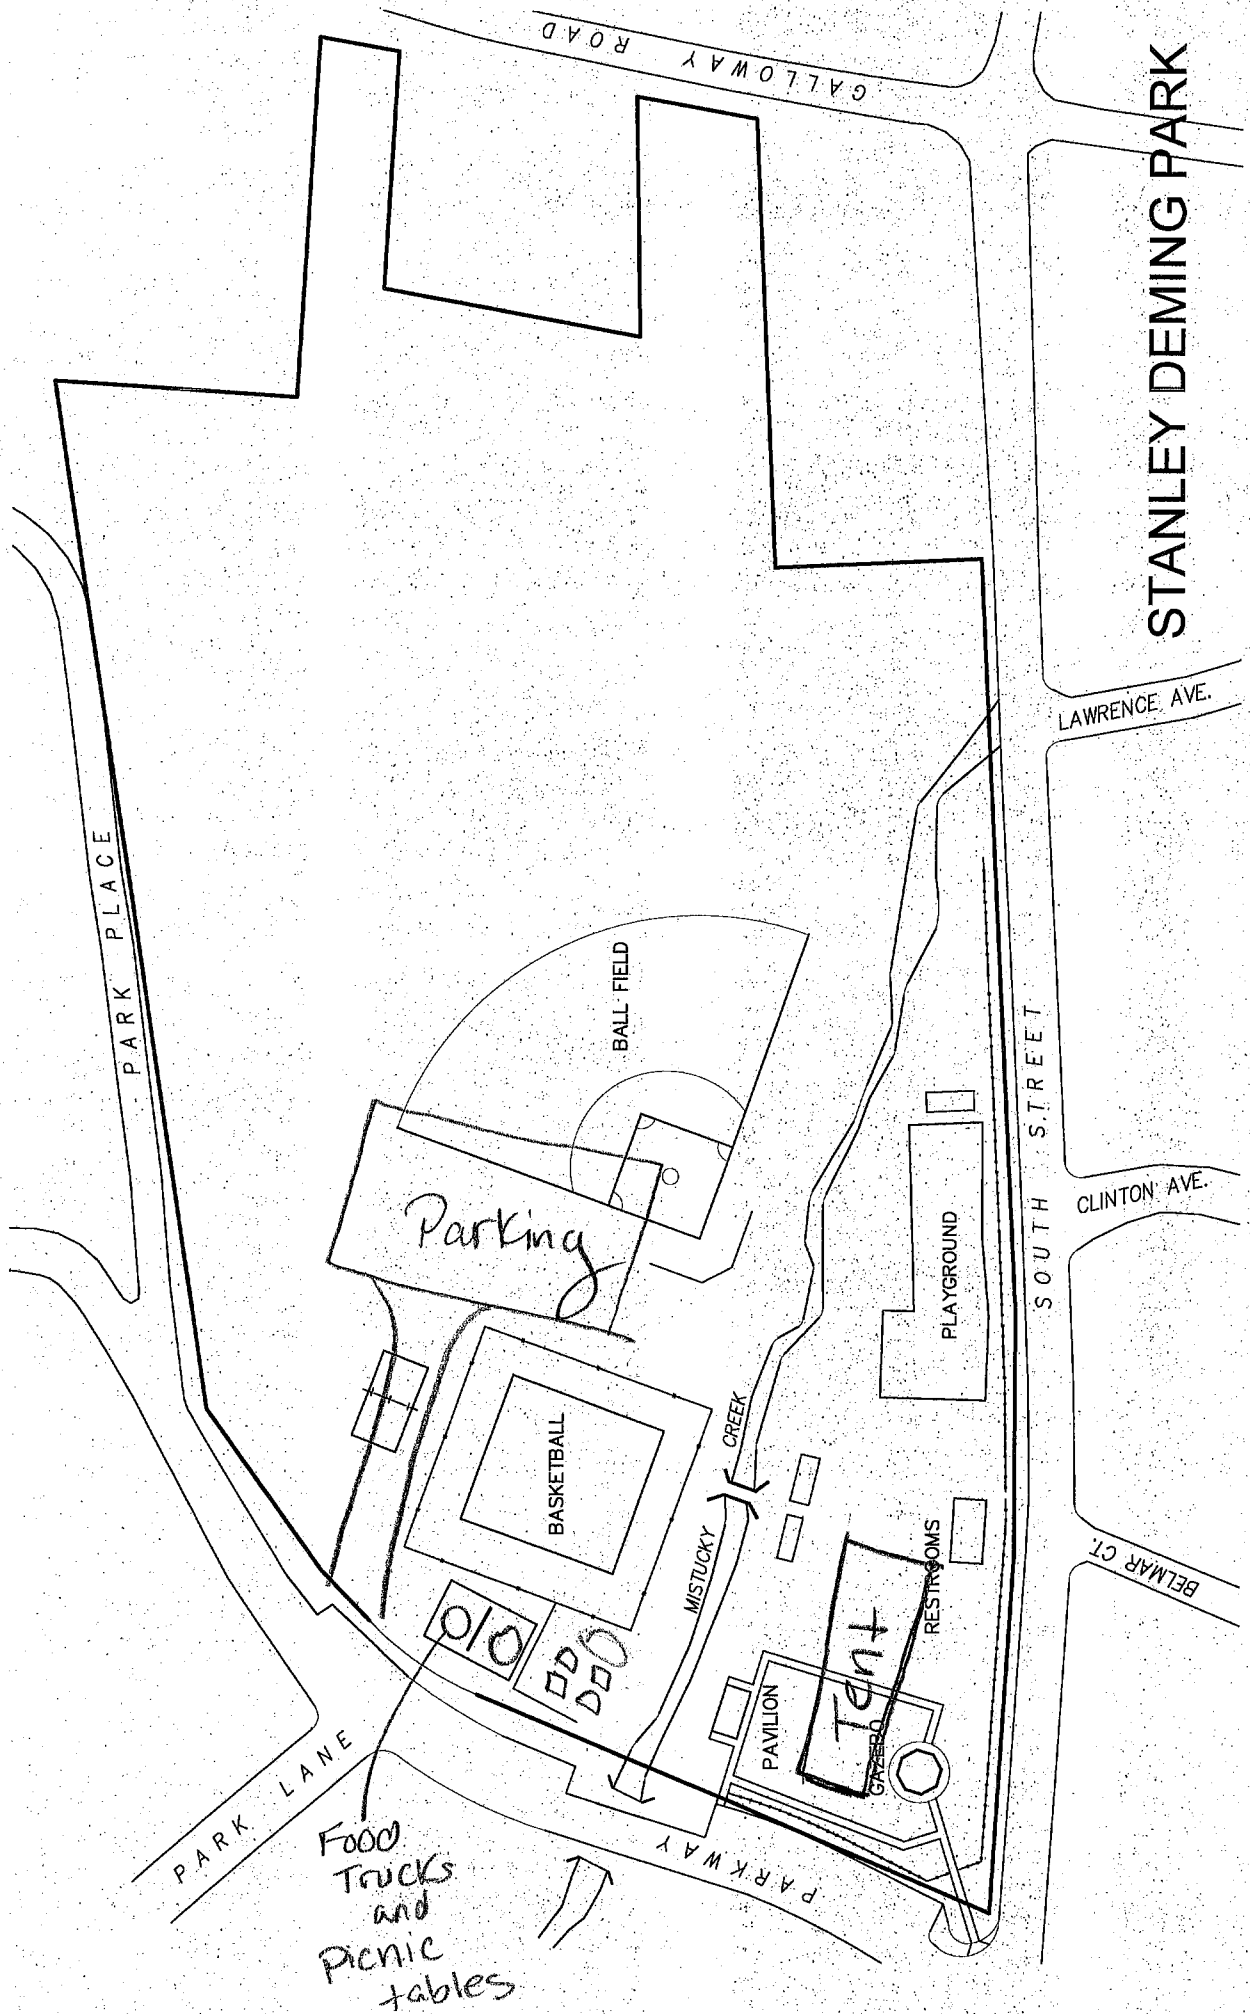 GALLOWAY ROAD
STANLEY DEMING PARK
LAWRENCE AVE.
PARK PLACE
BALL FIELD
Parking
SOUTH STREET
CLINTON AVE.
PLAYGROUND
BASKETBALL
MISTUCKY CREEK
RESTROOMS
BELMAR CT.
Tent
PAVILION
GAZEBO
PARK LANE
PARKWAY
Food
Trucks
and
Picnic
tables